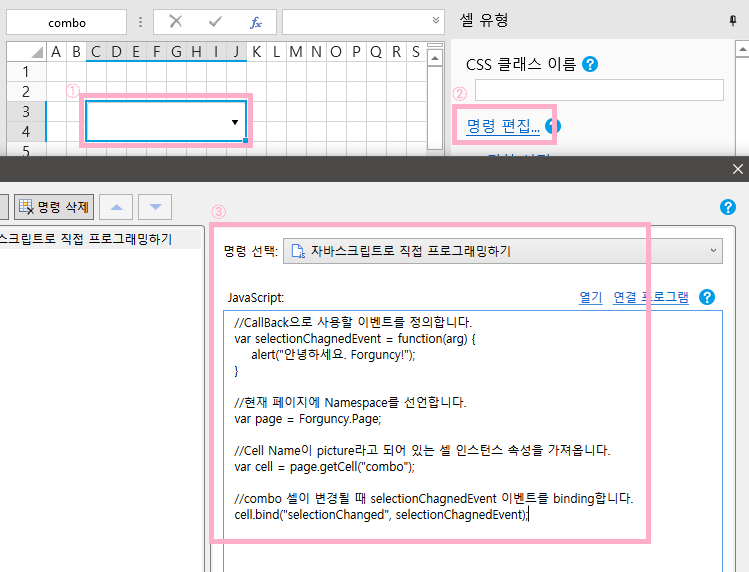 combo
fx
셀 유형
A B C D E F G H I J K L M N O P Q R S
CSS 클래스 이름 ?
1
2
①
②
3
명령 편집... ?
4
5
명령 삭제
?
③
스크립트로 직접 프로그래밍하기
명령 선택: 자바스크립트로 직접 프로그래밍하기
JavaScript: 열기 연결 프로그램 ?
//CallBack으로 사용할 이벤트를 정의합니다.
var selectionChagnedEvent = function(arg) {
alert("안녕하세요. Forguncy!");
}
//현재 페이지에 Namespace를 선언합니다.
var page = Forguncy.Page;
//Cell Name이 picture라고 되어 있는 셀 인스턴스 속성을 가져옵니다.
var cell = page.getCell("combo");
//combo 셀이 변경될 때 selectionChagnedEvent 이벤트를 binding합니다.
cell.bind("selectionChanged", selectionChagnedEvent);